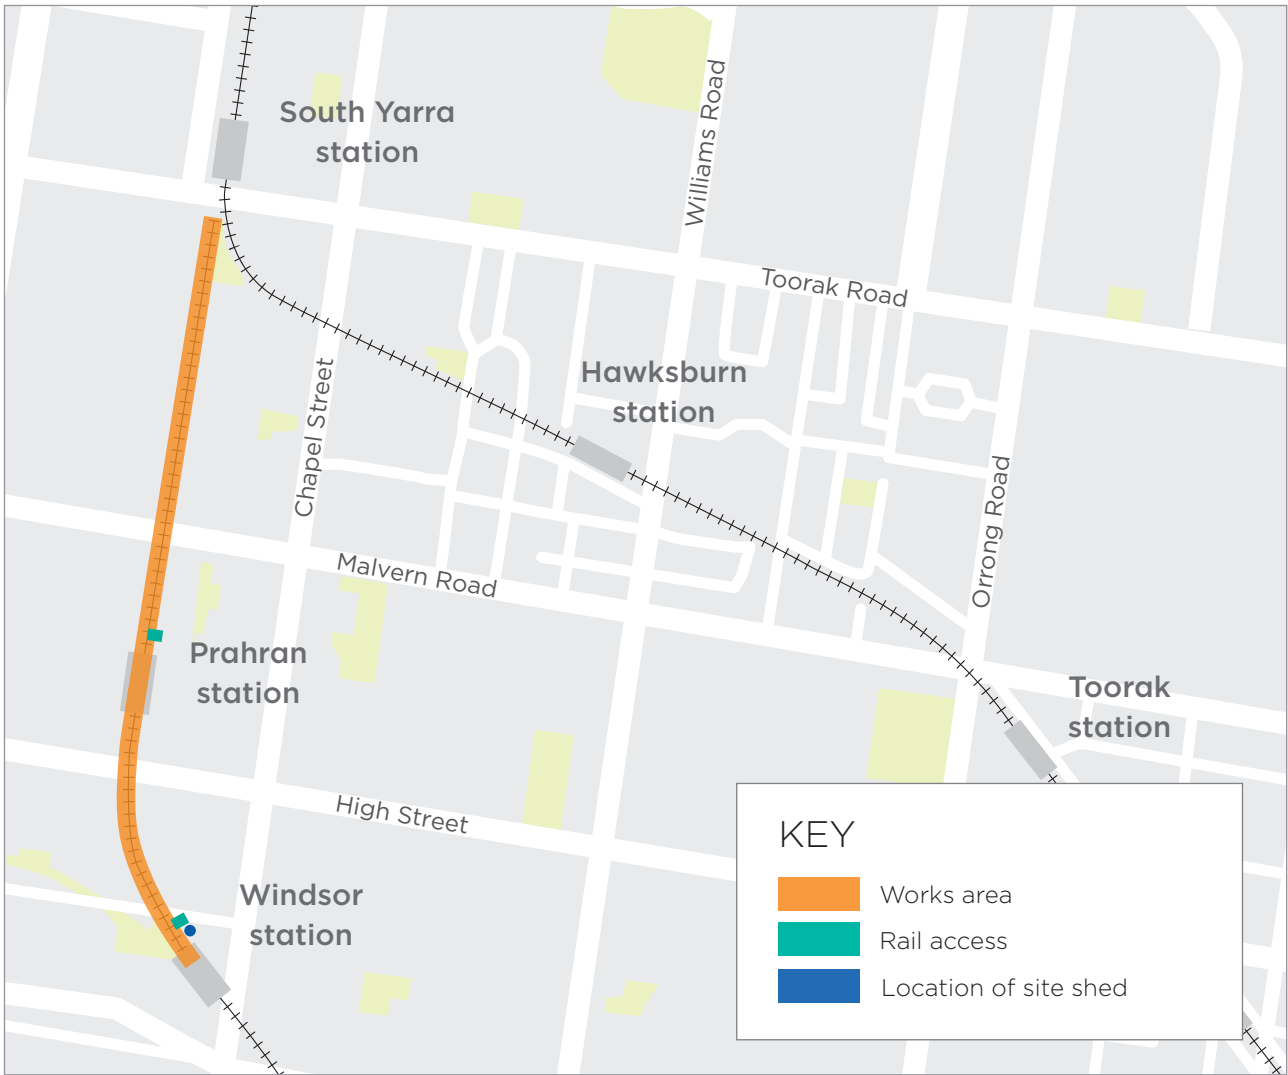 South Yarra
station
Williams Road
Toorak Road
Hawksburn
station
Chapel Street
Orrong Road
Malvern Road
Prahran
station
Toorak
station
High Street
Windsor
station
KEY
Works area
Rail access
Location of site shed